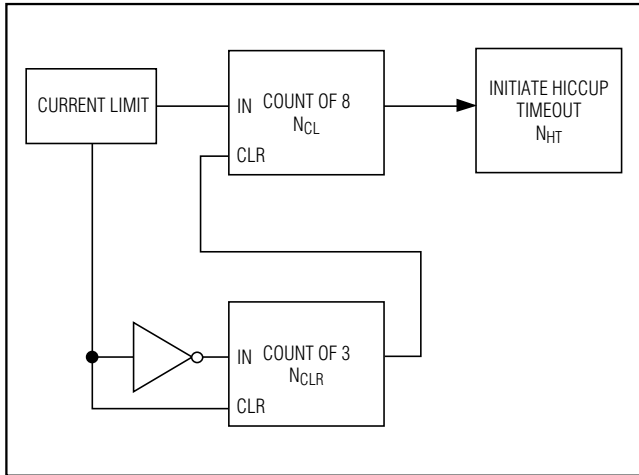 CURRENT LIMIT
IN
COUNT OF 8
N_CL
CLR
INITIATE HICCUP
TIMEOUT
N_HT
IN
COUNT OF 3
N_CLR
CLR